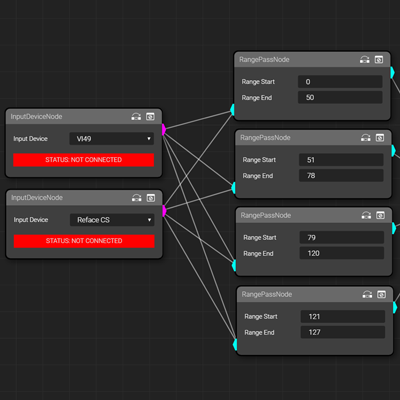 InputDeviceNode
Input Device VI49
STATUS: NOT CONNECTED
InputDeviceNode
Input Device Reface CS
STATUS: NOT CONNECTED
RangePassNode
Range Start 0
Range End 50
RangePassNode
Range Start 51
Range End 78
RangePassNode
Range Start 79
Range End 120
RangePassNode
Range Start 121
Range End 127